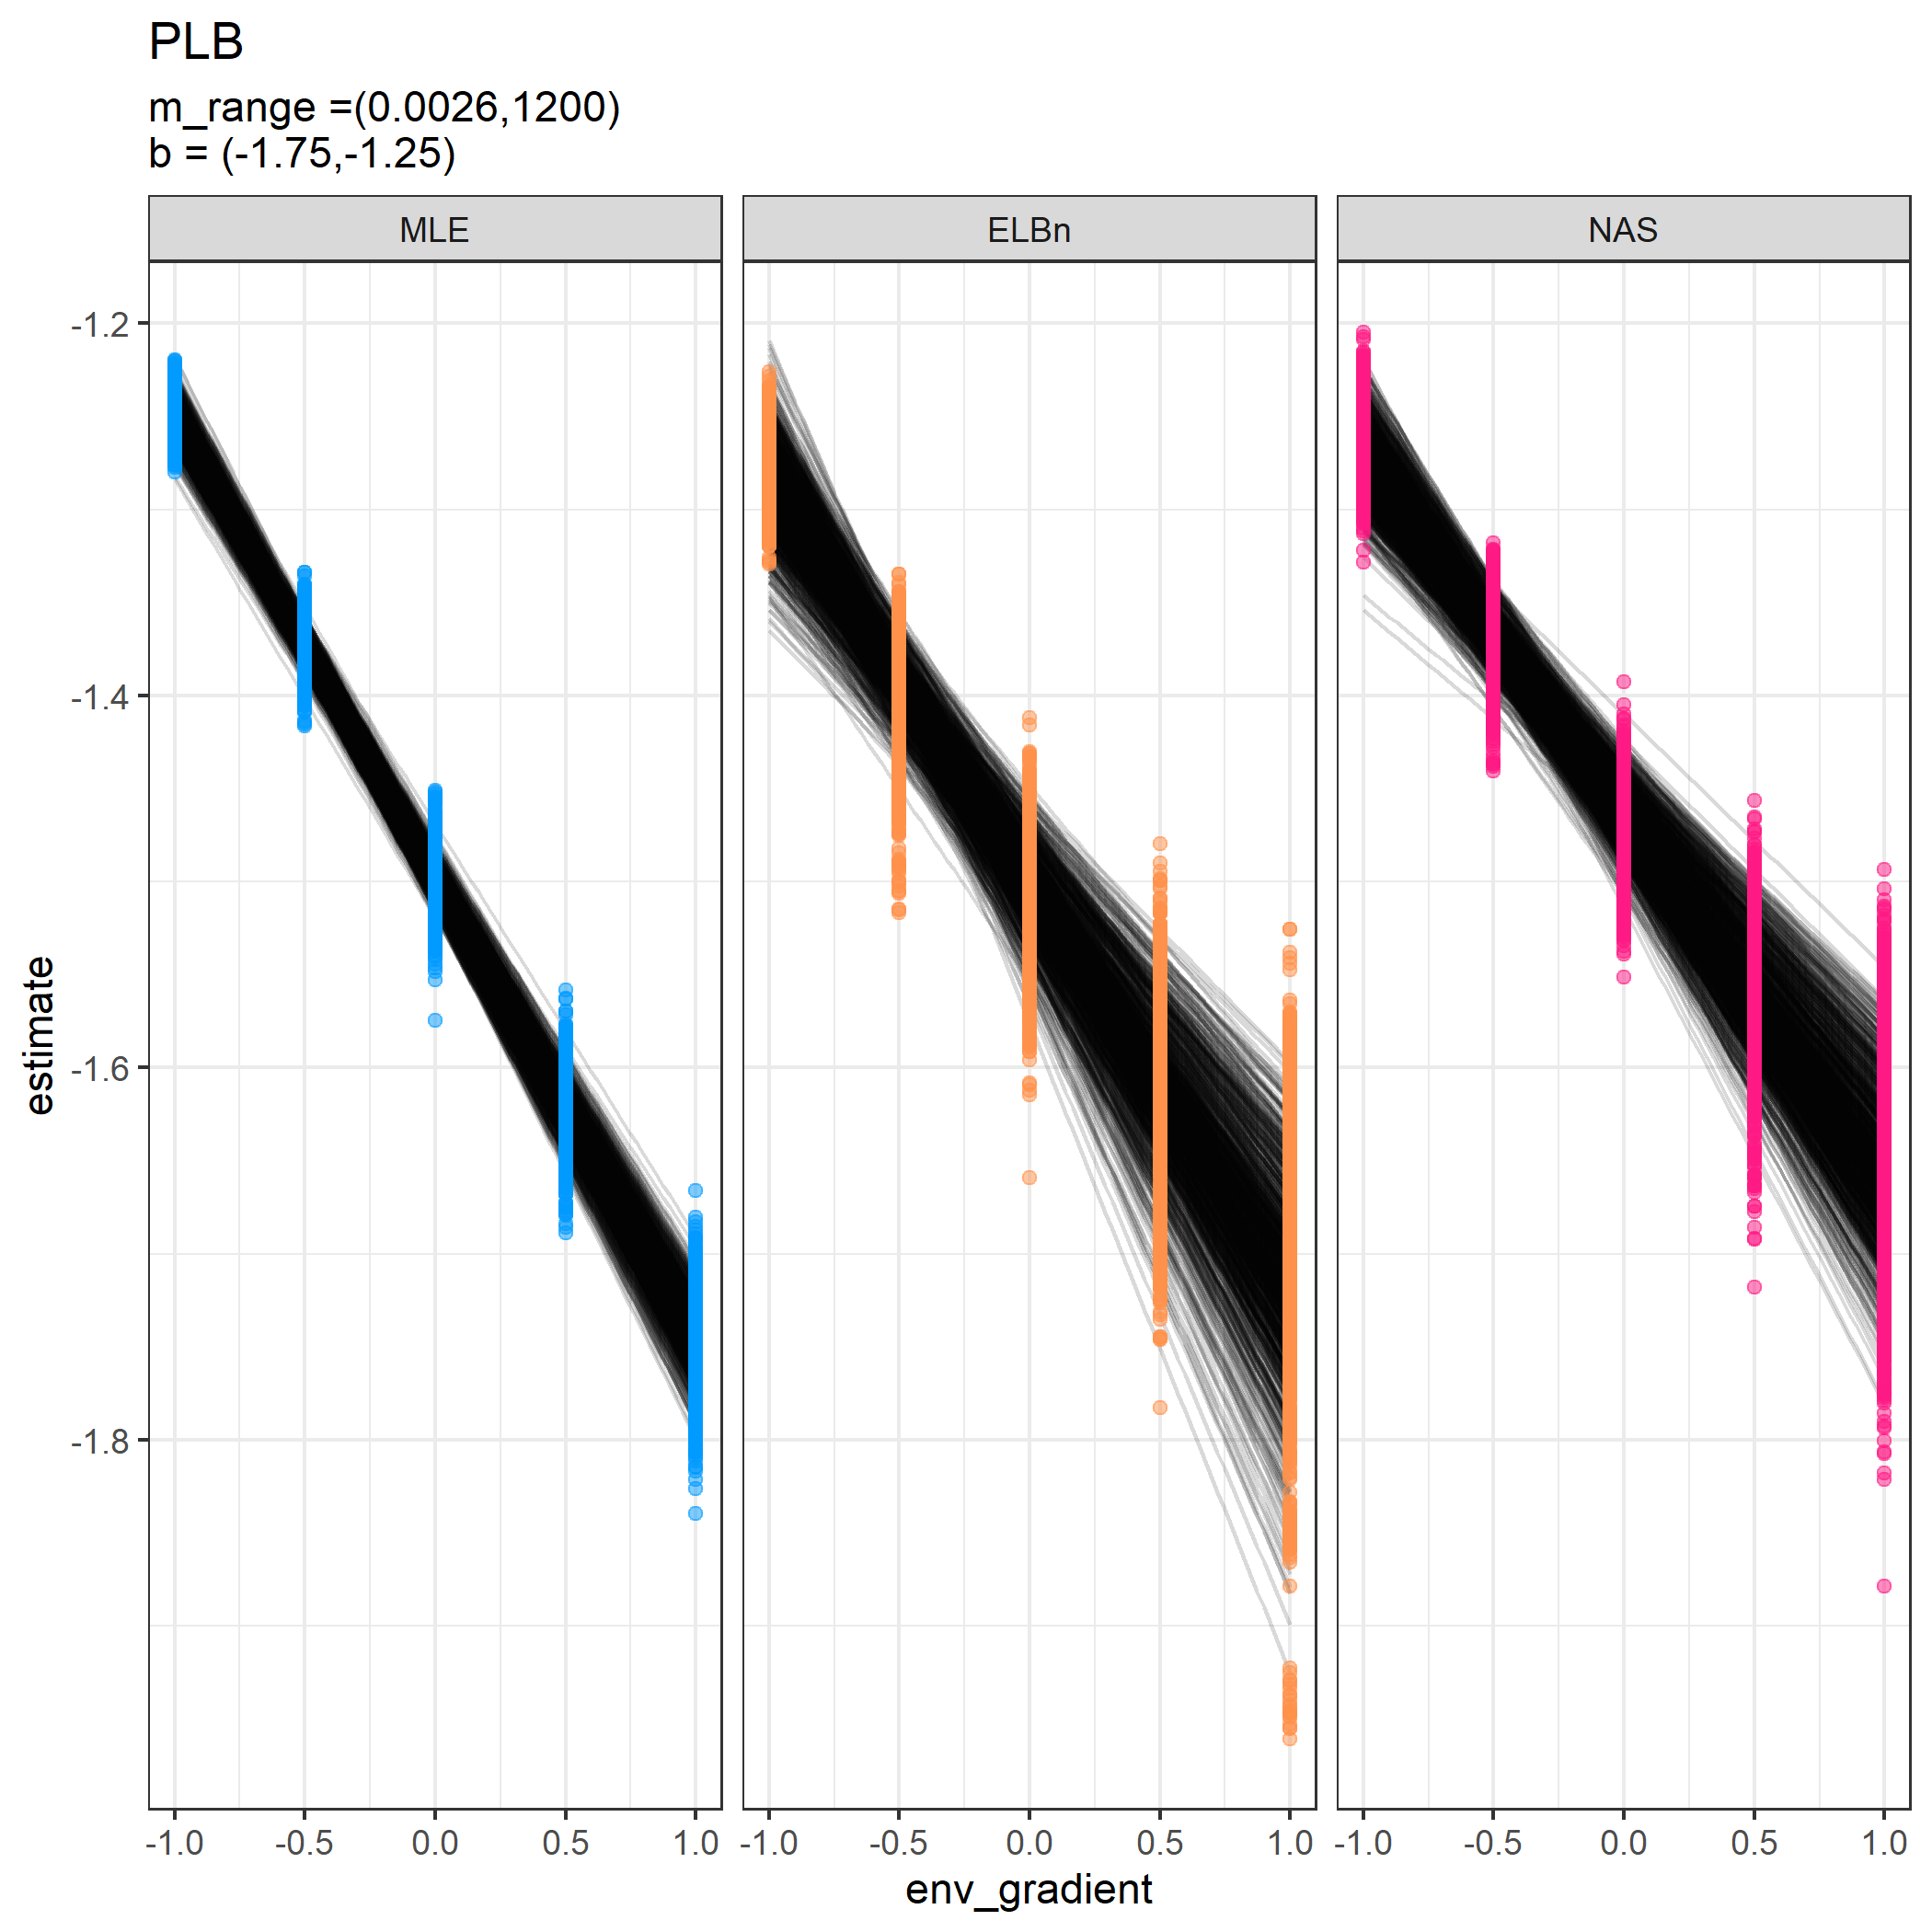 PLB
m_range =(0.0026,1200)
b = (-1.75,-1.25)
MLE ELBn NAS
-1.2
-1.4
-1.6
-1.8
estimate
-1.0 -0.5 0.0 0.5 1.0 -1.0 -0.5 0.0 0.5 1.0 -1.0 -0.5 0.0 0.5 1.0
env_gradient